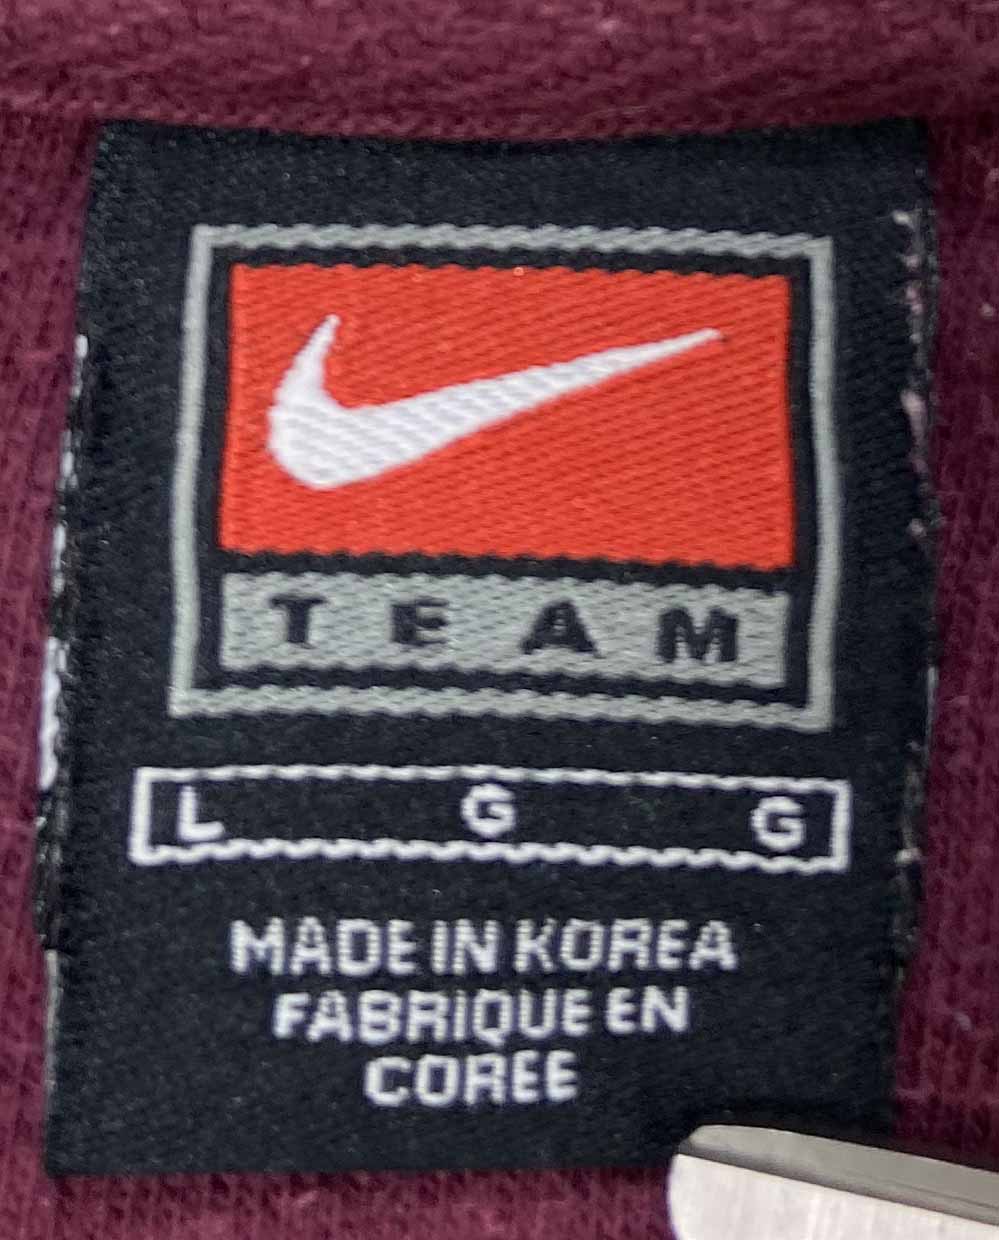 TEAM
L G G
MADE IN KOREA
FABRIQUE EN
COREE